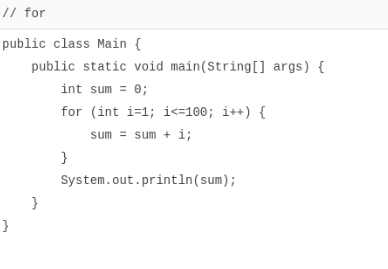 // for
public class Main {
    public static void main(String[] args) {
        int sum = 0;
        for (int i=1; i<=100; i++) {
            sum = sum + i;
        }
        System.out.println(sum);
    }
}